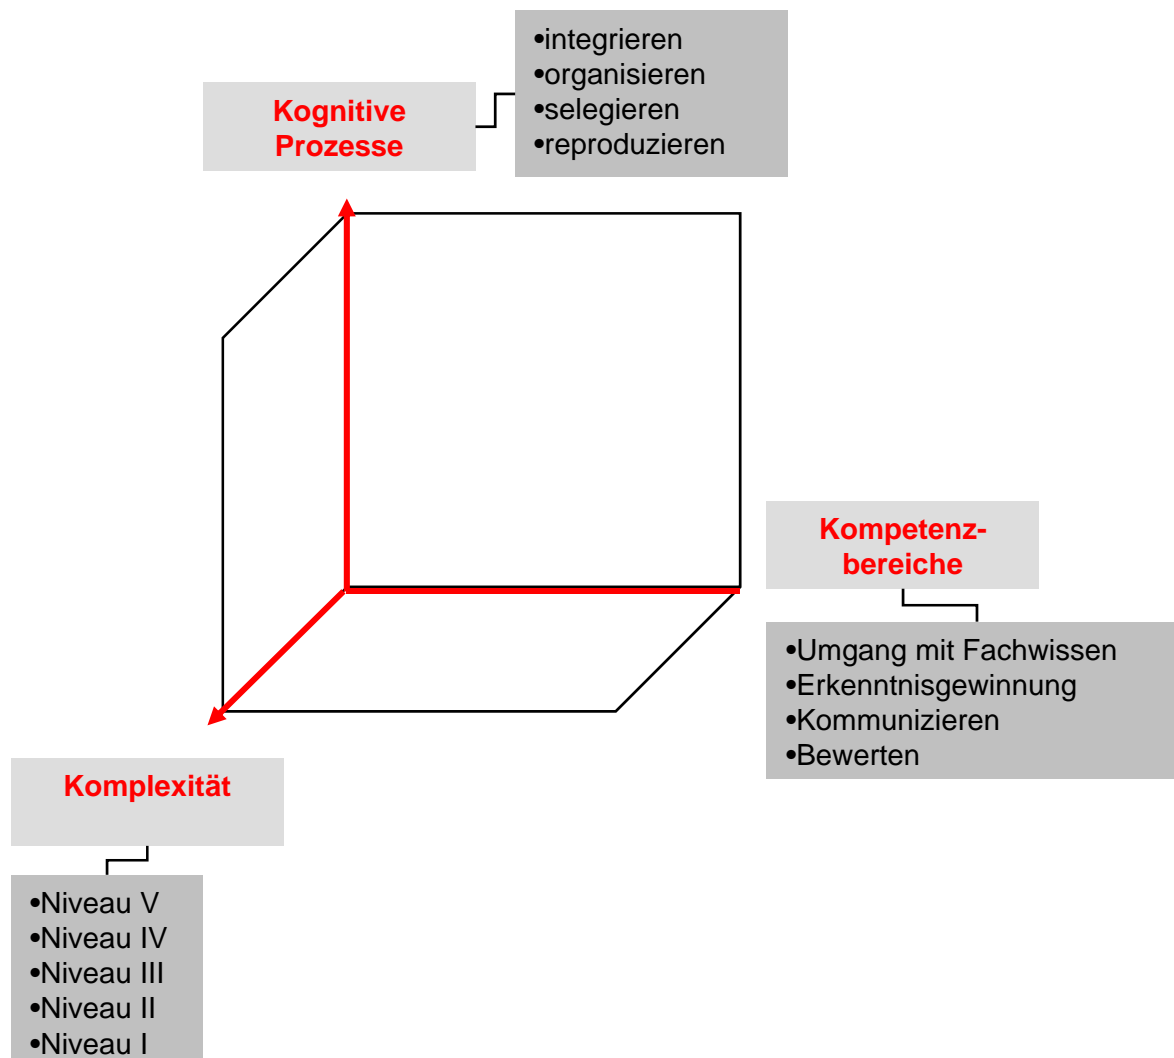 Kognitive
Prozesse
•integrieren
•organisieren
•selegieren
•reproduzieren
Kompetenz-
bereiche
•Umgang mit Fachwissen
•Erkenntnisgewinnung
•Kommunizieren
•Bewerten
Komplexität
•Niveau V
•Niveau IV
•Niveau III
•Niveau II
•Niveau I